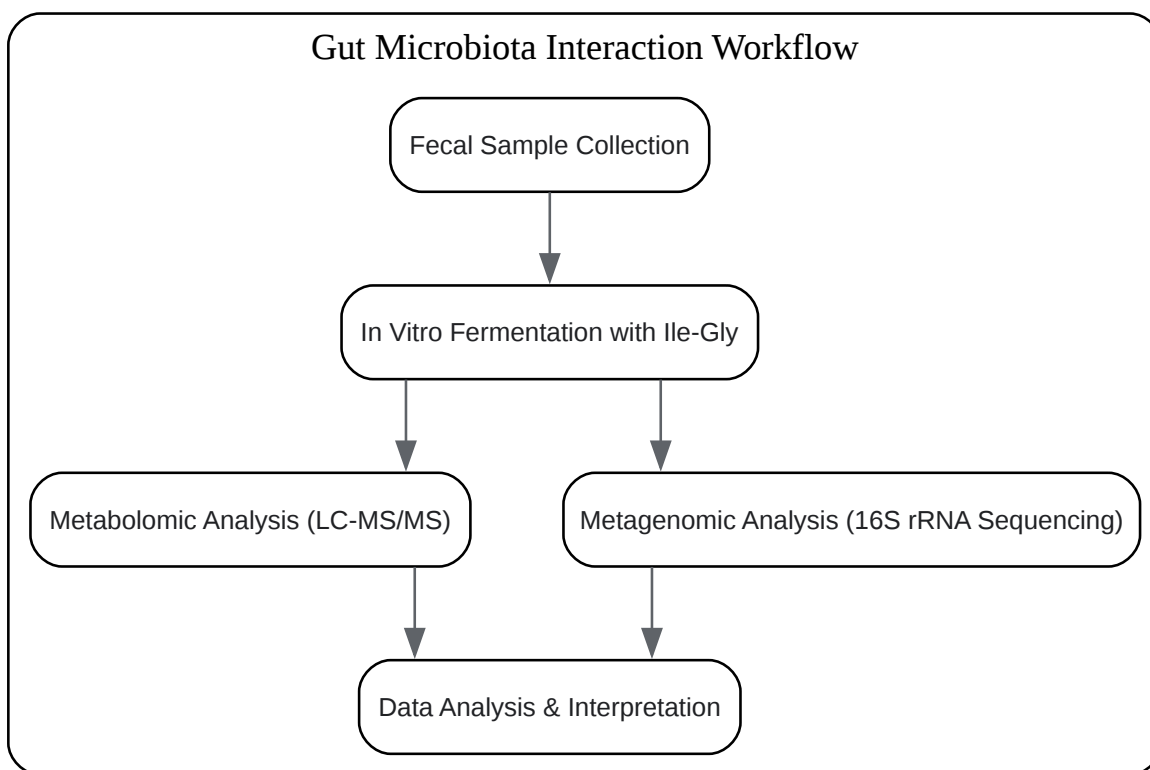 Gut Microbiota Interaction Workflow
Fecal Sample Collection
In Vitro Fermentation with Ile-Gly
Metabolomic Analysis (LC-MS/MS)
Metagenomic Analysis (16S rRNA Sequencing)
Data Analysis & Interpretation